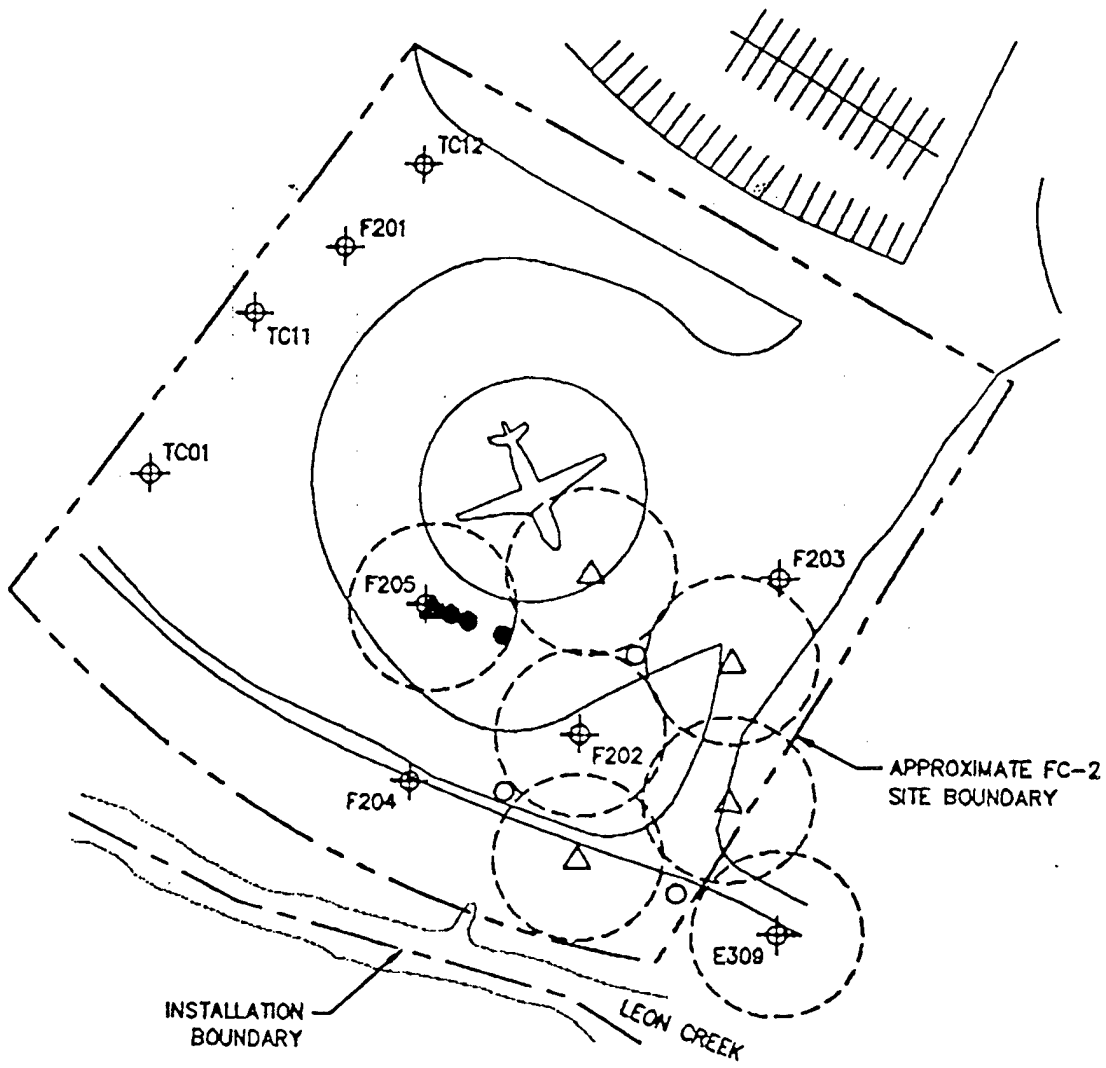 TC12
F201
TC11
TC01
F205
F203
F202
F204
APPROXIMATE FC-2
SITE BOUNDARY
E309
INSTALLATION
BOUNDARY
LEON CREEK